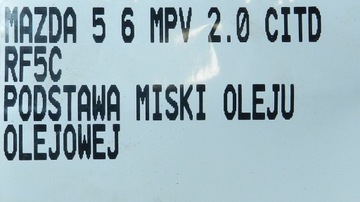 MAZDA 5 6 MPV 2.0 CITD
RF5C
PODSTAWA MISKI OLEJU
OLEJOWEJ